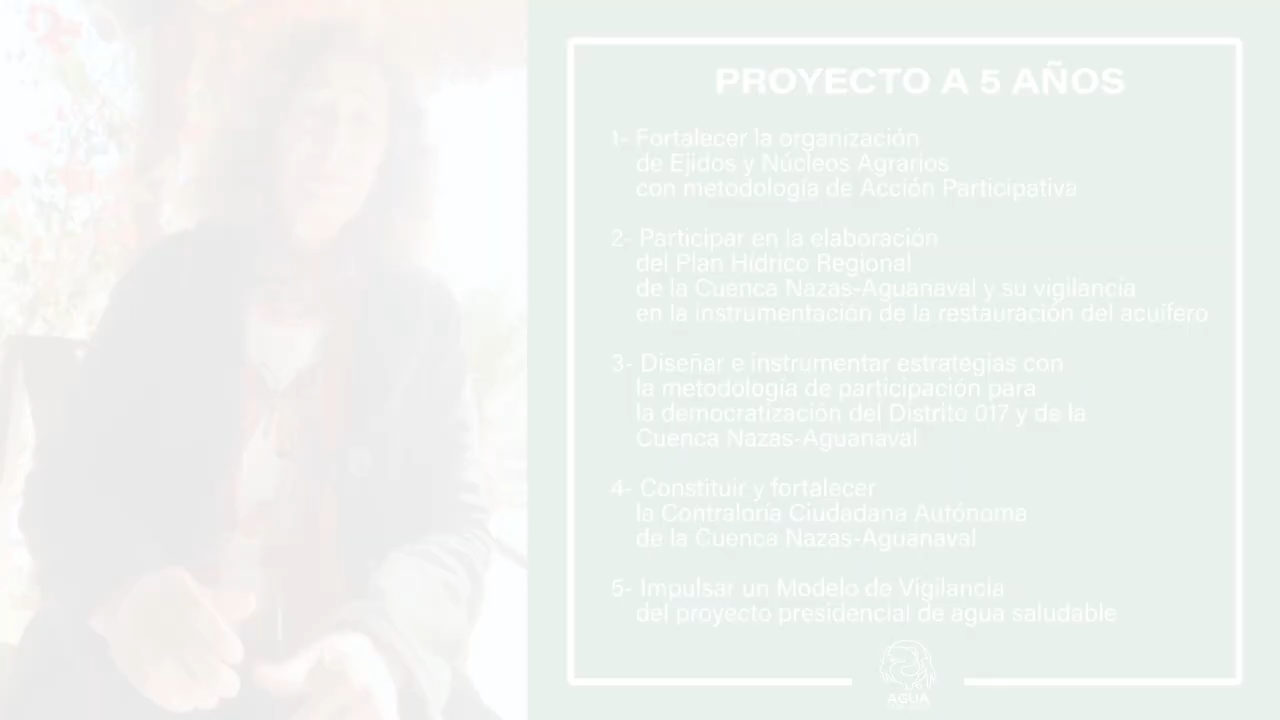 PROYECTO A 5 AÑOS
1- Fortalecer la organización
de Ejidos y Núcleos Agrarios
con metodología de Acción Participativa
2- Participar en la elaboración
del Plan Hídrico Regional
de la Cuenca Nazas-Aguanaval y su vigilancia
en la instrumentación de la restauración del acuífero
3- Diseñar e instrumentar estrategias con
la metodología de participación para
la democratización del Distrito 017 y de la
Cuenca Nazas-Aguanaval
4- Constituir y fortalecer
la Contraloría Ciudadana Autónoma
de la Cuenca Nazas-Aguanaval
5- Impulsar un Modelo de Vigilancia
del proyecto presidencial de agua saludable
AGUA